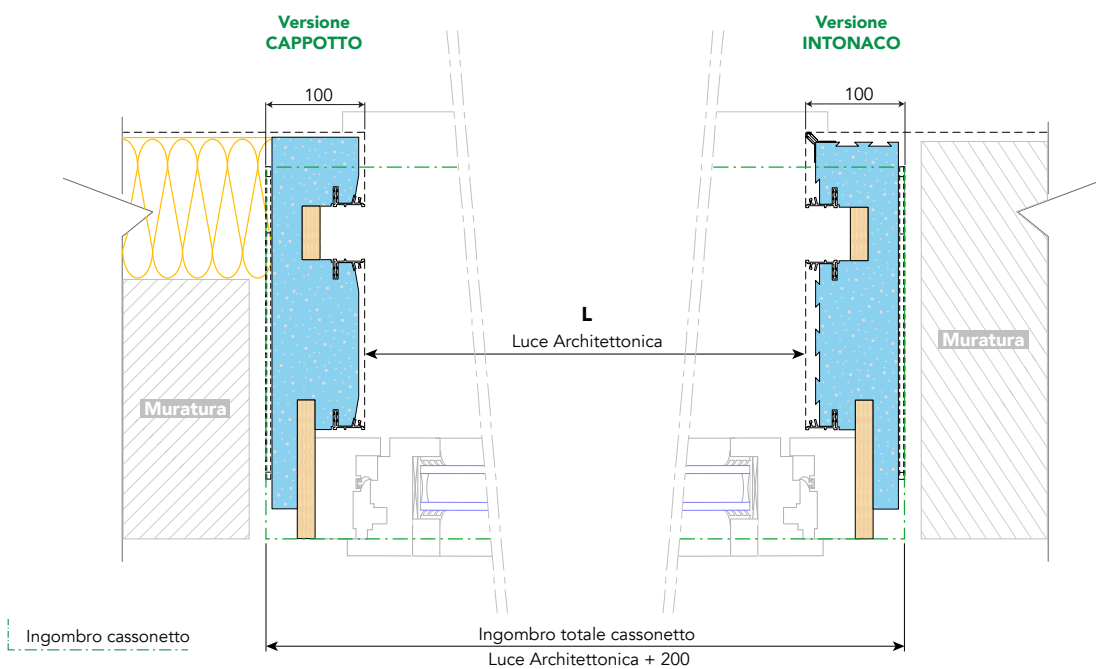 Versione
CAPPOTTO
Versione
INTONACO
100
100
L
Luce Architettonica
Muratura
Muratura
Ingombro cassonetto
Ingombro totale cassonetto
Luce Architettonica + 200